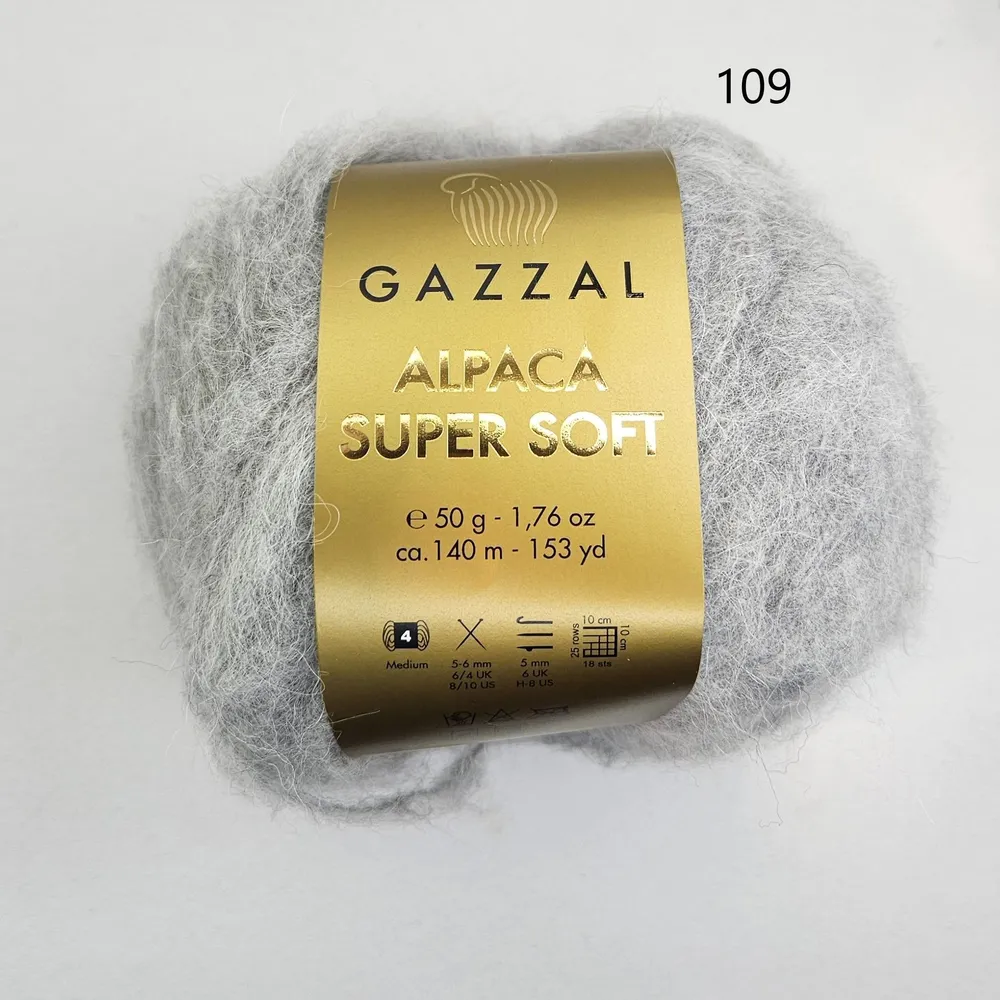 109
GAZZAL
ALPACA
SUPER SOFT
℮ 50 g - 1,76 oz
ca. 140 m - 153 yd
4
Medium
5-6 mm
6/4 UK
8/10 US
5 mm
6 UK
H-8 US
10 cm
25 rows
10 cm
18 sts